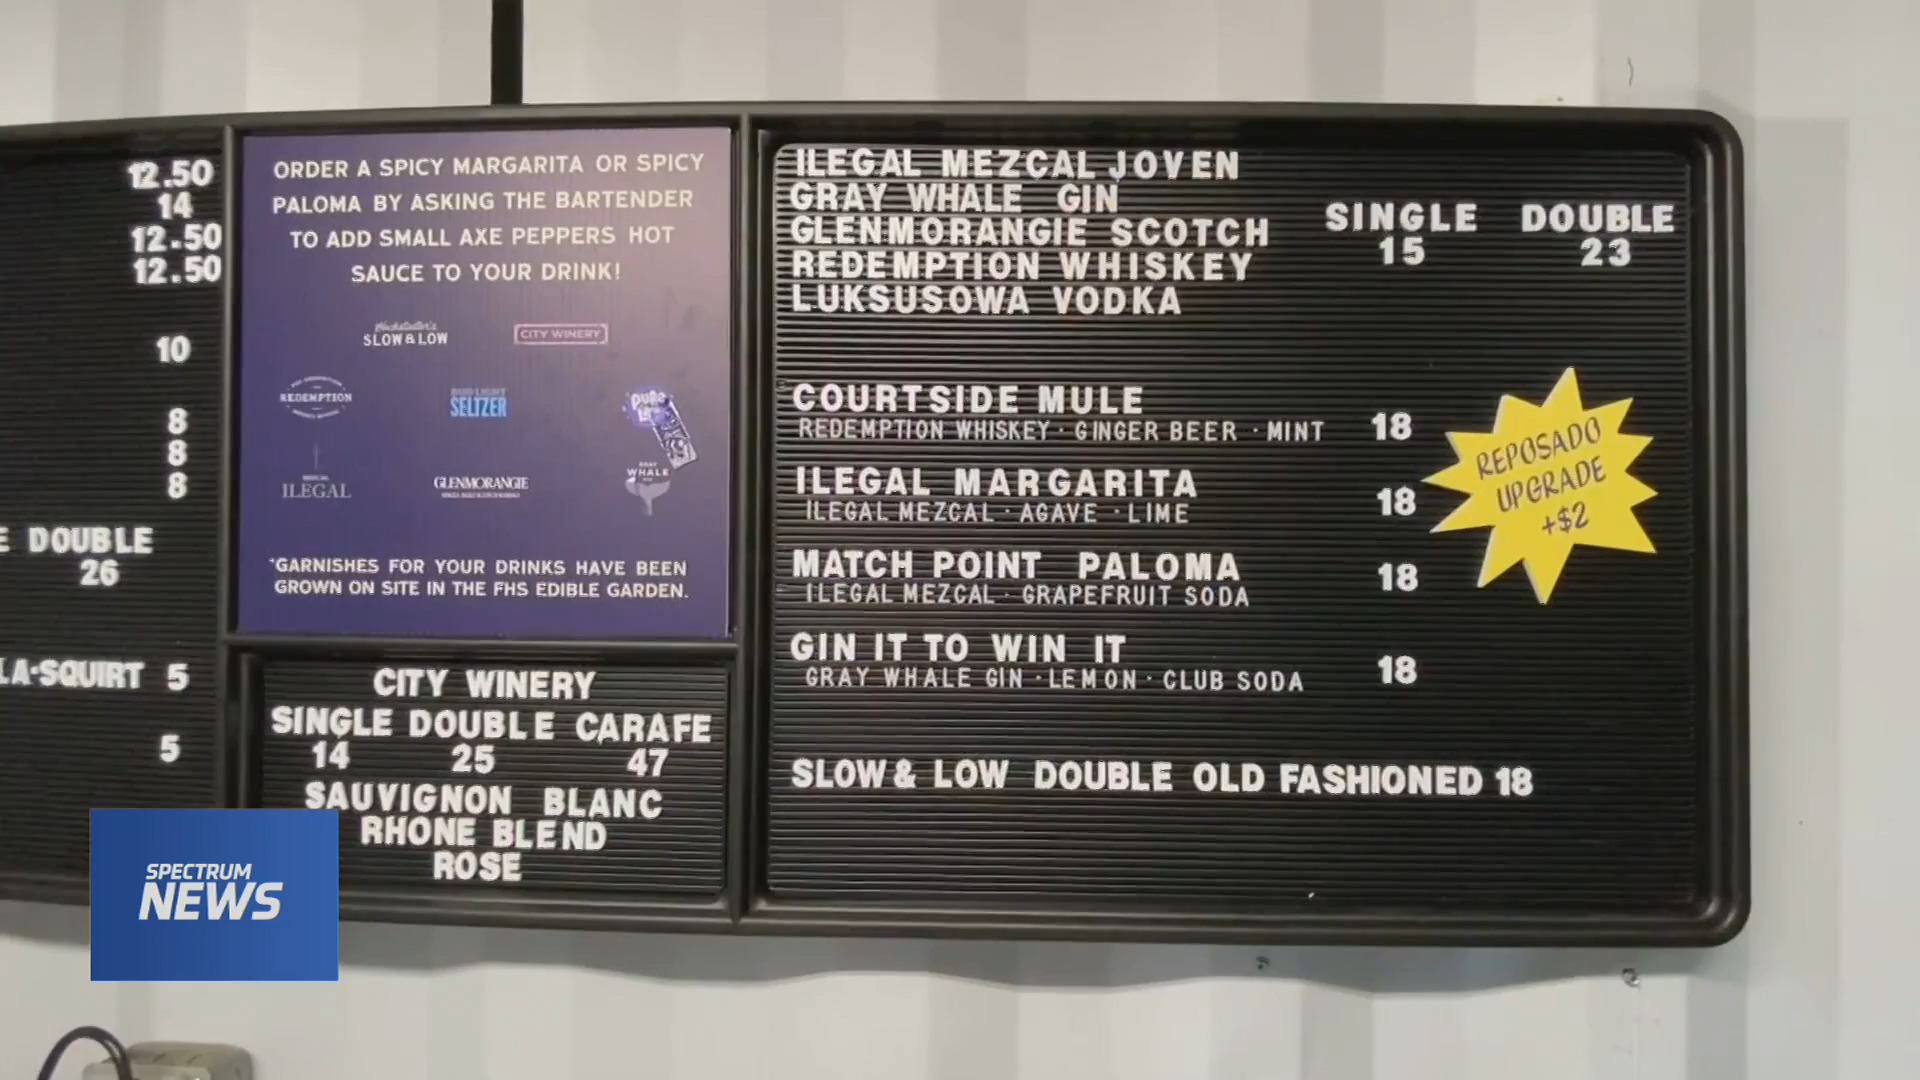 12.50
14
12.50
12.50
10
8
8
8
E DOUBLE
26
LA·SQUIRT 5
5
ORDER A SPICY MARGARITA OR SPICY
PALOMA BY ASKING THE BARTENDER
TO ADD SMALL AXE PEPPERS HOT
SAUCE TO YOUR DRINK!
Hochstadter's
SLOW & LOW
CITY WINERY
REDEMPTION
BUD LIGHT
SELTZER
MEZCAL
ILEGAL
GLENMORANGIE
GRAY
WHALE
GIN
*GARNISHES FOR YOUR DRINKS HAVE BEEN
GROWN ON SITE IN THE FHS EDIBLE GARDEN.
CITY WINERY
SINGLE DOUBLE CARAFE
14 25 47
SAUVIGNON BLANC
RHONE BLEND
ROSE
ILEGAL MEZCAL JOVEN
GRAY WHALE GIN
GLENMORANGIE SCOTCH
REDEMPTION WHISKEY
LUKSUSOWA VODKA
SINGLE DOUBLE
15 23
COURTSIDE MULE
REDEMPTION WHISKEY · GINGER BEER · MINT 18
ILEGAL MARGARITA
ILEGAL MEZCAL · AGAVE · LIME 18
MATCH POINT PALOMA
ILEGAL MEZCAL · GRAPEFRUIT SODA 18
GIN IT TO WIN IT
GRAY WHALE GIN · LEMON · CLUB SODA 18
SLOW & LOW DOUBLE OLD FASHIONED 18
REPOSADO
UPGRADE
+$2
SPECTRUM
NEWS